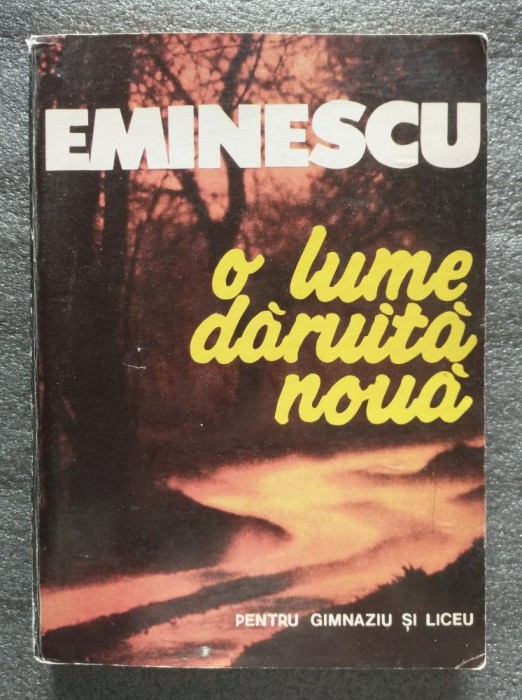 EMINESCU
o lume
dăruită
nouă
PENTRU GIMNAZIU ȘI LICEU